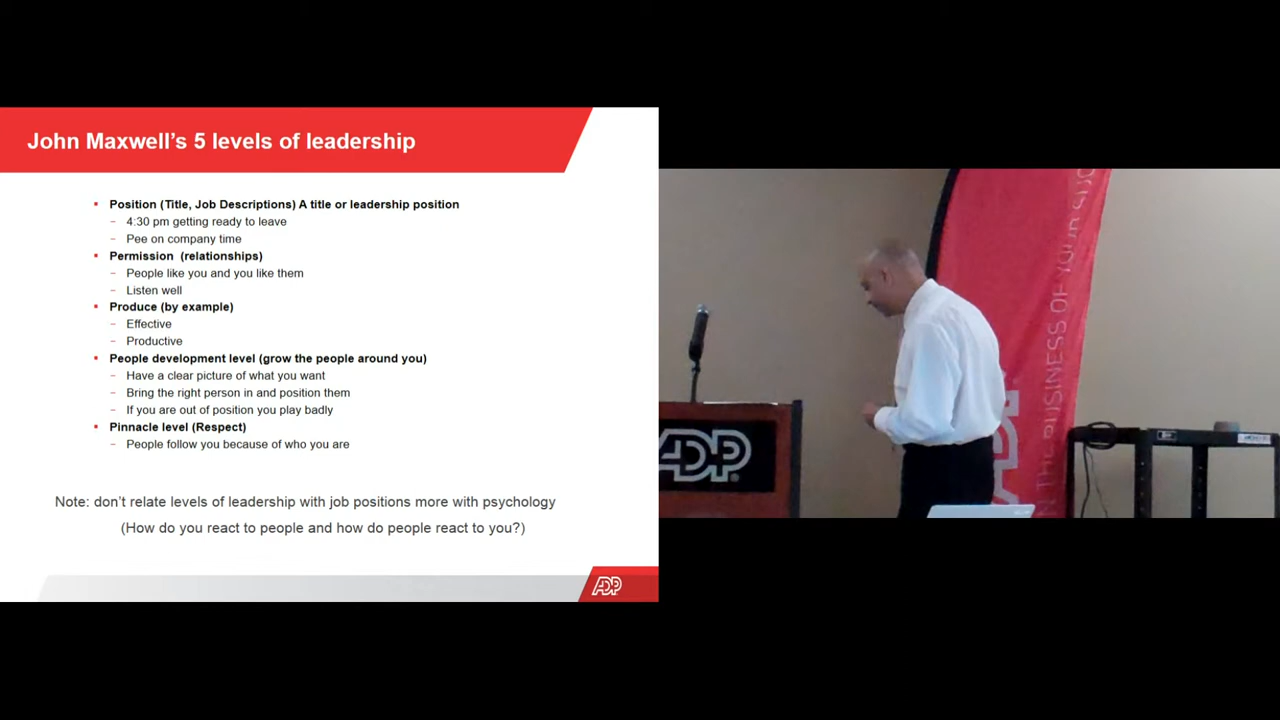 John Maxwell's 5 levels of leadership
Position (Title, Job Descriptions) A title or leadership position
4:30 pm getting ready to leave
Pee on company time
Permission (relationships)
People like you and you like them
Listen well
Produce (by example)
Effective
Productive
People development level (grow the people around you)
Have a clear picture of what you want
Bring the right person in and position them
If you are out of position you play badly
Pinnacle level (Respect)
People follow you because of who you are
Note: don't relate levels of leadership with job positions more with psychology
(How do you react to people and how do people react to you?)
ADP
ADP
ADP
BUSINESS OF YOUR